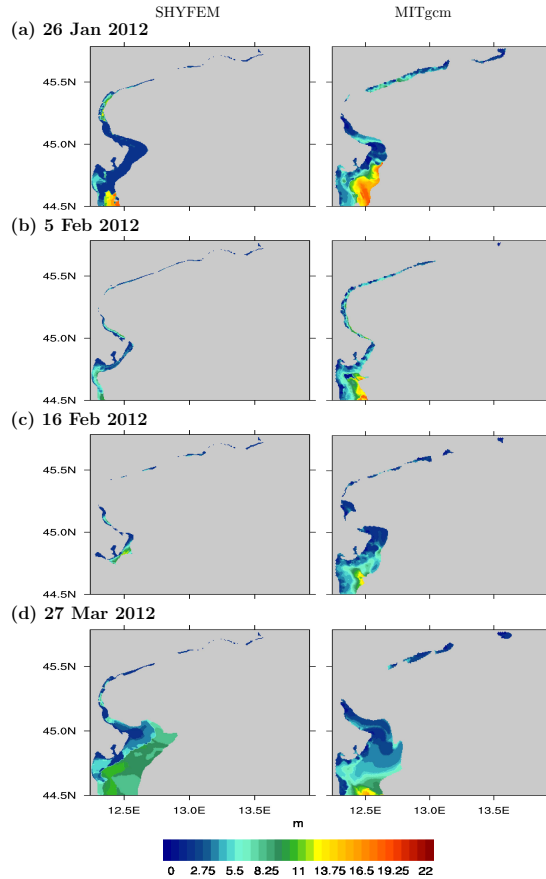 SHYFEM MITgcm
(a) 26 Jan 2012
45.5N
45.0N
44.5N
(b) 5 Feb 2012
45.5N
45.0N
44.5N
(c) 16 Feb 2012
45.5N
45.0N
44.5N
(d) 27 Mar 2012
45.5N
45.0N
44.5N
12.5E 13.0E 13.5E 12.5E 13.0E 13.5E
m
0 2.75 5.5 8.25 11 13.75 16.5 19.25 22